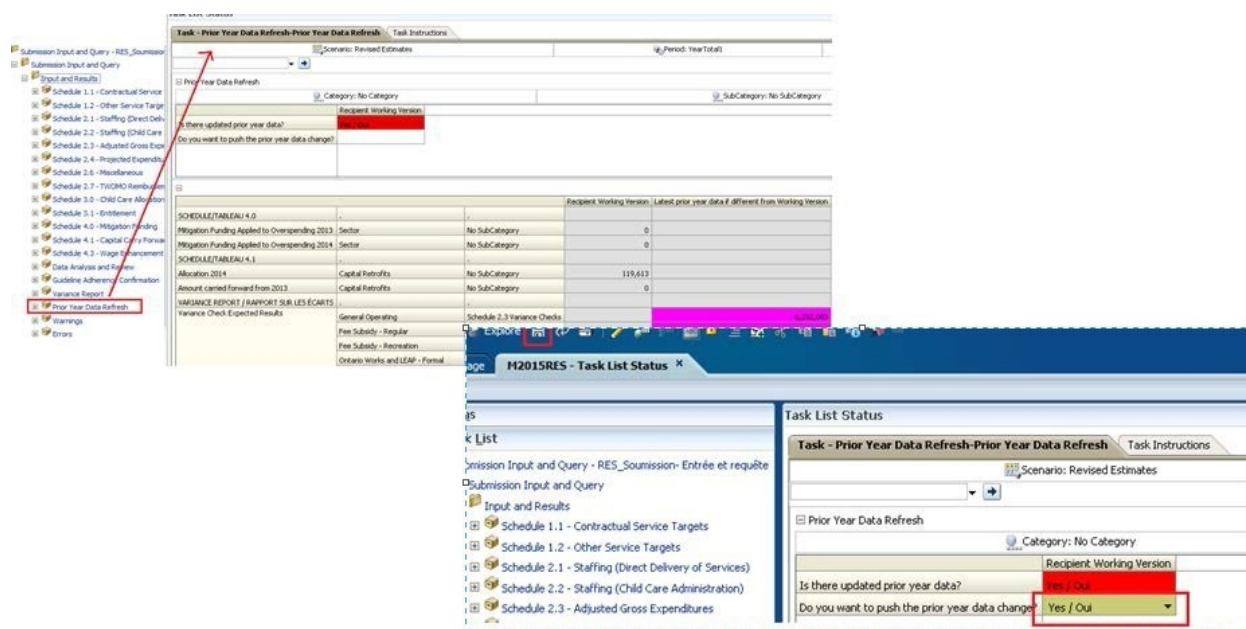 Task List Status
Task - Prior Year Data Refresh-Prior Year Data Refresh Task Instructions
Scenario: Revised Estimates Period: YearTotal1
Prior Year Data Refresh
Category: No Category SubCategory: No SubCategory
Recipient Working Version
Is there updated prior year data? Yes / Oui
Do you want to push the prior year data change?
Recipient Working Version Latest prior year data if different from Working Version
SCHEDULE/TABLEAU 4.0 . .
Mitigation Funding Applied to Overspending 2013 Sector No SubCategory 0
Mitigation Funding Applied to Overspending 2014 Sector No SubCategory 0
SCHEDULE/TABLEAU 4.1 . .
Allocation 2014 Capital Retrofits No SubCategory 119,613
Amount carried forward from 2013 Capital Retrofits No SubCategory 0
VARIANCE REPORT / RAPPORT SUR LES ÉCARTS . .
Variance Check Expected Results General Operating Schedule 2.3 Variance Checks
Fee Subsidy - Regular
Fee Subsidy - Recreation
Ontario Works and LEAP - Formal
Submission Input and Query - RES_Soumission
Submission Input and Query
Input and Results
Schedule 1.1 - Contractual Service
Schedule 1.2 - Other Service Targe
Schedule 2.1 - Staffing (Direct Deliv
Schedule 2.2 - Staffing (Child Care
Schedule 2.3 - Adjusted Gross Expe
Schedule 2.4 - Projected Expenditu
Schedule 2.6 - Miscellaneous
Schedule 2.7 - TWOMO Reimbursem
Schedule 3.0 - Child Care Allocation
Schedule 3.1 - Entitlement
Schedule 4.0 - Mitigation Funding
Schedule 4.1 - Capital Carry Forwar
Schedule 4.3 - Wage Enhancement
Data Analysis and Review
Guideline Adherence Confirmation
Variance Report
Prior Year Data Refresh
Warnings
Errors
Explore
age M2015RES - Task List Status ×
k List
mission Input and Query - RES_Soumission- Entrée et requête
Submission Input and Query
Input and Results
Schedule 1.1 - Contractual Service Targets
Schedule 1.2 - Other Service Targets
Schedule 2.1 - Staffing (Direct Delivery of Services)
Schedule 2.2 - Staffing (Child Care Administration)
Schedule 2.3 - Adjusted Gross Expenditures
Task List Status
Task - Prior Year Data Refresh-Prior Year Data Refresh Task Instructions
Scenario: Revised Estimates
Prior Year Data Refresh
Category: No Category
Recipient Working Version
Is there updated prior year data? Yes / Oui
Do you want to push the prior year data change? Yes / Oui